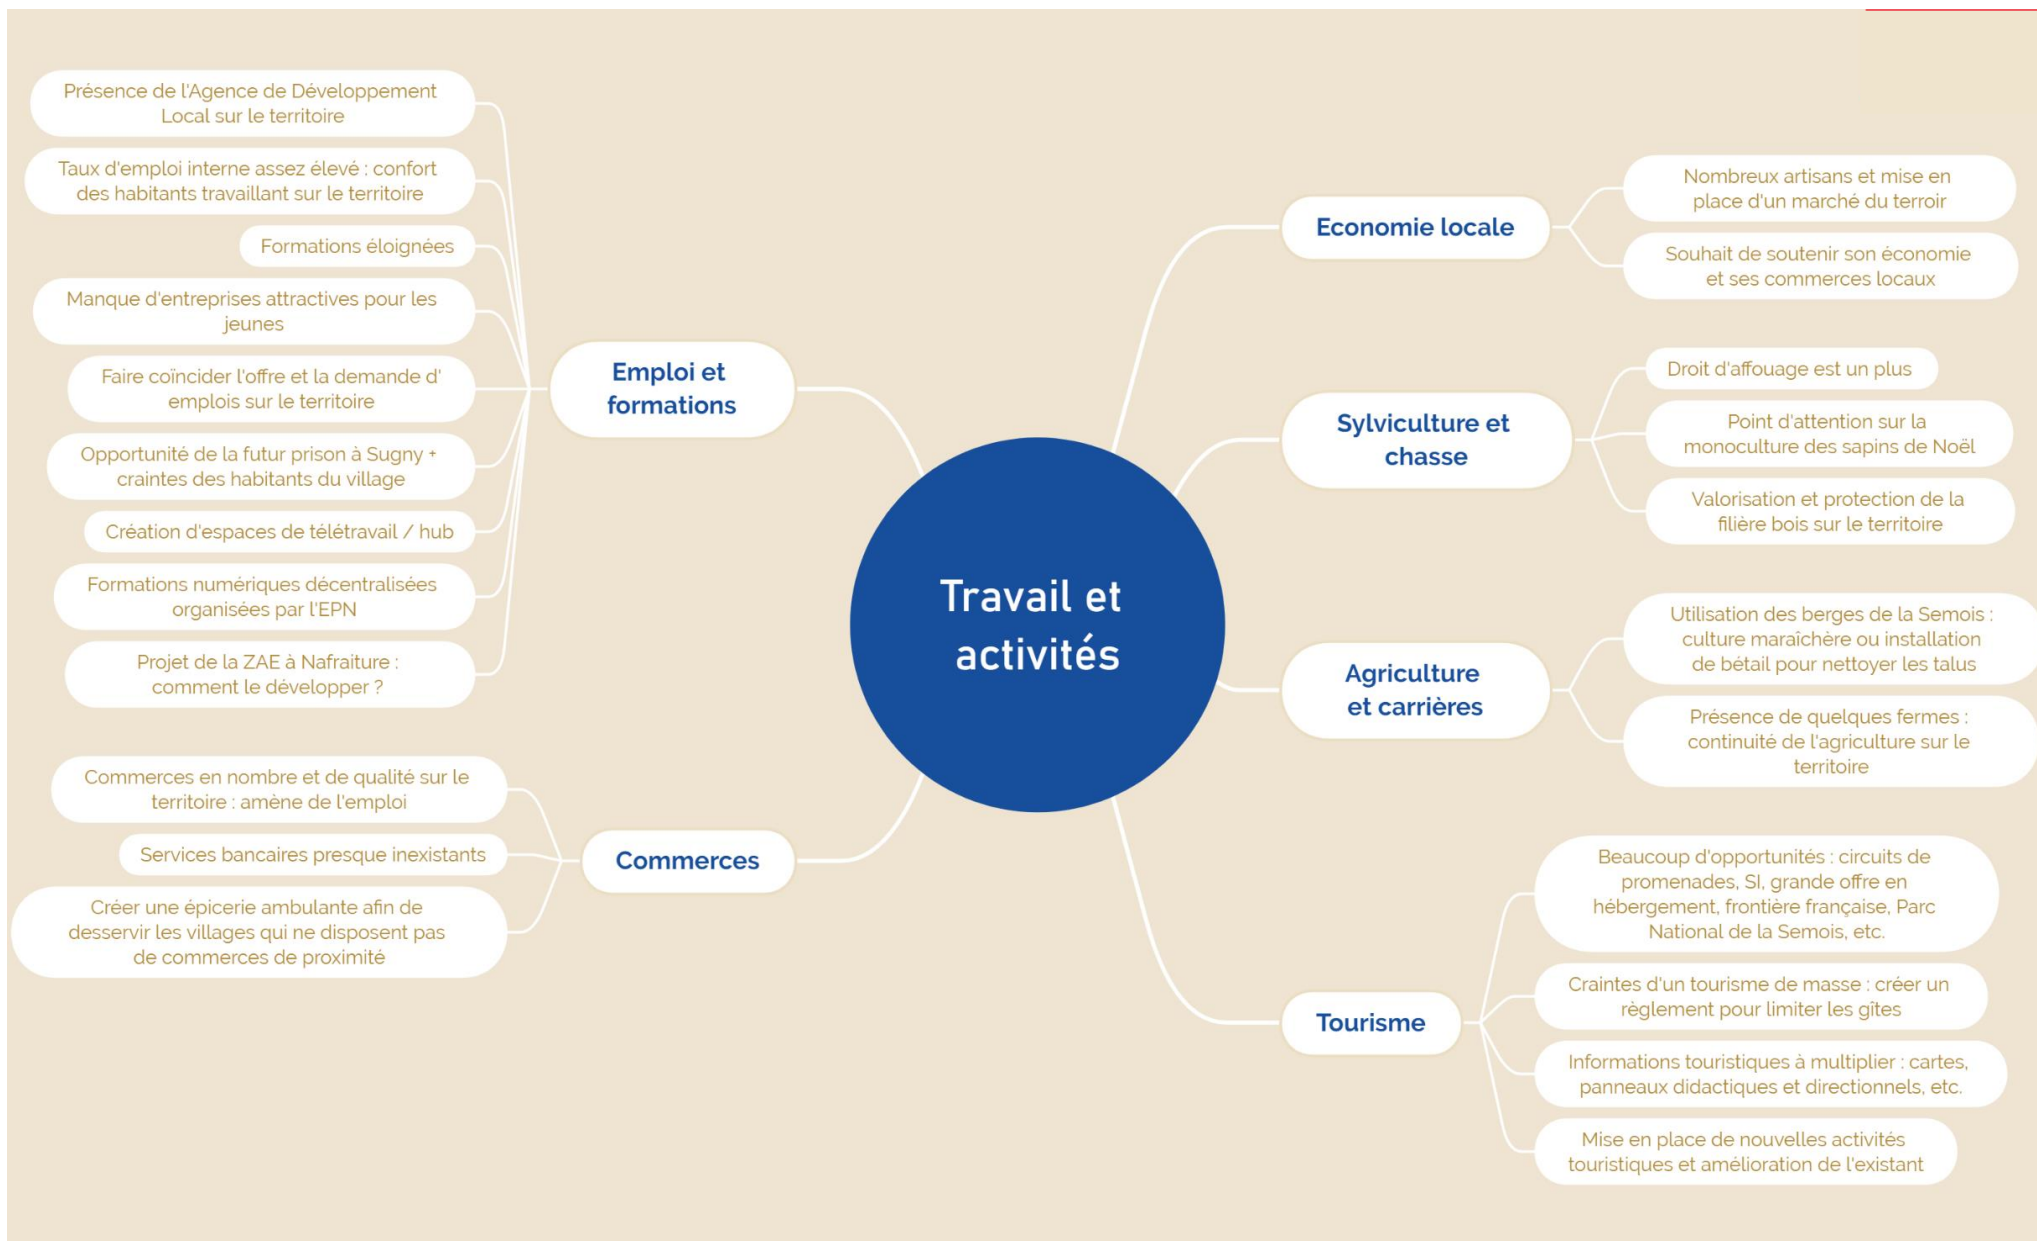 Présence de l'Agence de Développement
Local sur le territoire
Taux d'emploi interne assez élevé : confort
des habitants travaillant sur le territoire
Formations éloignées
Manque d'entreprises attractives pour les
jeunes
Faire coïncider l'offre et la demande d'
emplois sur le territoire
Opportunité de la futur prison à Sugny +
craintes des habitants du village
Création d'espaces de télétravail / hub
Formations numériques décentralisées
organisées par l'EPN
Projet de la ZAE à Nafraiture :
comment le développer ?
Emploi et
formations
Commerces en nombre et de qualité sur le
territoire : amène de l'emploi
Services bancaires presque inexistants
Créer une épicerie ambulante afin de
desservir les villages qui ne disposent pas
de commerces de proximité
Commerces
Travail et
activités
Economie locale
Nombreux artisans et mise en
place d'un marché du terroir
Souhait de soutenir son économie
et ses commerces locaux
Sylviculture et
chasse
Droit d'affouage est un plus
Point d'attention sur la
monoculture des sapins de Noël
Valorisation et protection de la
filière bois sur le territoire
Agriculture
et carrières
Utilisation des berges de la Semois :
culture maraîchère ou installation
de bétail pour nettoyer les talus
Présence de quelques fermes :
continuité de l'agriculture sur le
territoire
Tourisme
Beaucoup d'opportunités : circuits de
promenades, SI, grande offre en
hébergement, frontière française, Parc
National de la Semois, etc.
Craintes d'un tourisme de masse : créer un
règlement pour limiter les gîtes
Informations touristiques à multiplier : cartes,
panneaux didactiques et directionnels, etc.
Mise en place de nouvelles activités
touristiques et amélioration de l'existant